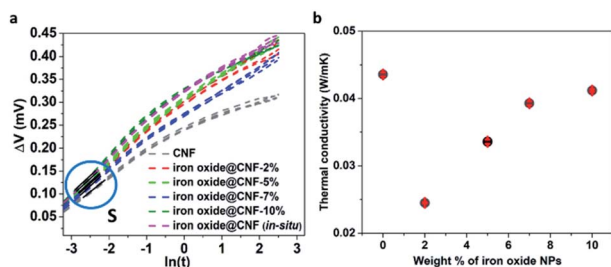 a
0.45
0.40
0.35
0.30
0.25
0.20
0.15
0.10
0.05
ΔV (mV)
S
CNF
iron oxide@CNF-2%
iron oxide@CNF-5%
iron oxide@CNF-7%
iron oxide@CNF-10%
iron oxide@CNF (in-situ)
-3 -2 -1 0 1 2 3
ln(t)
b
0.05
0.04
0.03
0.02
Thermal conductivity (W/mK)
0 2 4 6 8 10
Weight % of iron oxide NPs